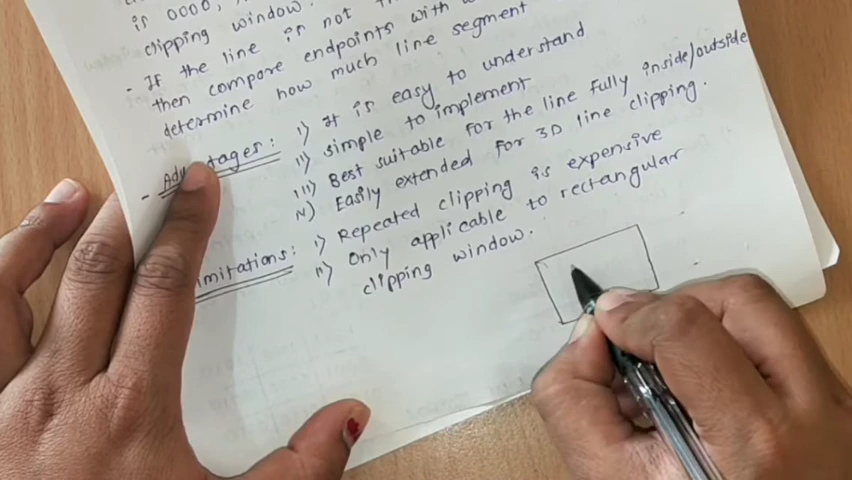 is 0000,
clipping window.
- If the line is not
then compare endpoints with
determine how much line segment
- Advantages: i) It is easy to understand
ii) simple to implement
iii) Best suitable for the line fully inside/outside
iv) Easily extended for 3D line clipping.
imitations: i) Repeated clipping is expensive
ii) Only applicable to rectangular
clipping window.